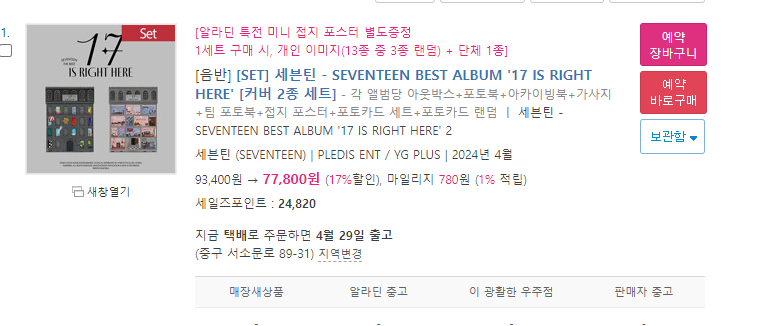 1.
Set
SEVENTEEN
THE BEST
17
IS RIGHT HERE
새창열기
[알라딘 특전 미니 접지 포스터 별도증정
1세트 구매 시, 개인 이미지(13종 중 3종 랜덤) + 단체 1종]
[음반] [SET] 세븐틴 - SEVENTEEN BEST ALBUM '17 IS RIGHT
HERE' [커버 2종 세트] - 각 앨범당 아웃박스+포토북+아카이빙북+가사지
+팀 포토북+접지 포스터+포토카드 세트+포토카드 랜덤 ㅣ 세븐틴 -
SEVENTEEN BEST ALBUM '17 IS RIGHT HERE' 2
세븐틴 (SEVENTEEN) | PLEDIS ENT / YG PLUS | 2024년 4월
93,400원 → 77,800원 (17%할인), 마일리지 780원 (1% 적립)
세일즈포인트 : 24,820
지금 택배로 주문하면 4월 29일 출고
(중구 서소문로 89-31) 지역변경
매장새상품 알라딘 중고 이 광활한 우주점 판매자 중고
예약
장바구니
예약
바로구매
보관함